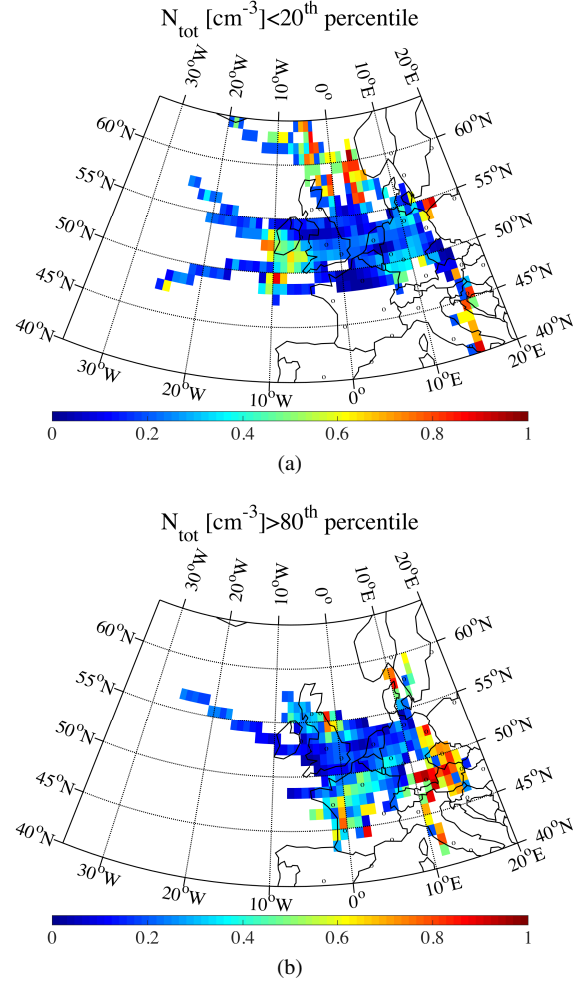 N_tot [cm^-3]<20^th percentile
30°W 20°W 10°W 0° 10°E 20°E
60°N 60°N
55°N 55°N
50°N 50°N
45°N 45°N
40°N 40°N
30°W 20°W 10°W 0° 10°E 20°E
0 0.2 0.4 0.6 0.8 1
(a)
N_tot [cm^-3]>80^th percentile
30°W 20°W 10°W 0° 10°E 20°E
60°N 60°N
55°N 55°N
50°N 50°N
45°N 45°N
40°N 40°N
30°W 20°W 10°W 0° 10°E 20°E
0 0.2 0.4 0.6 0.8 1
(b)